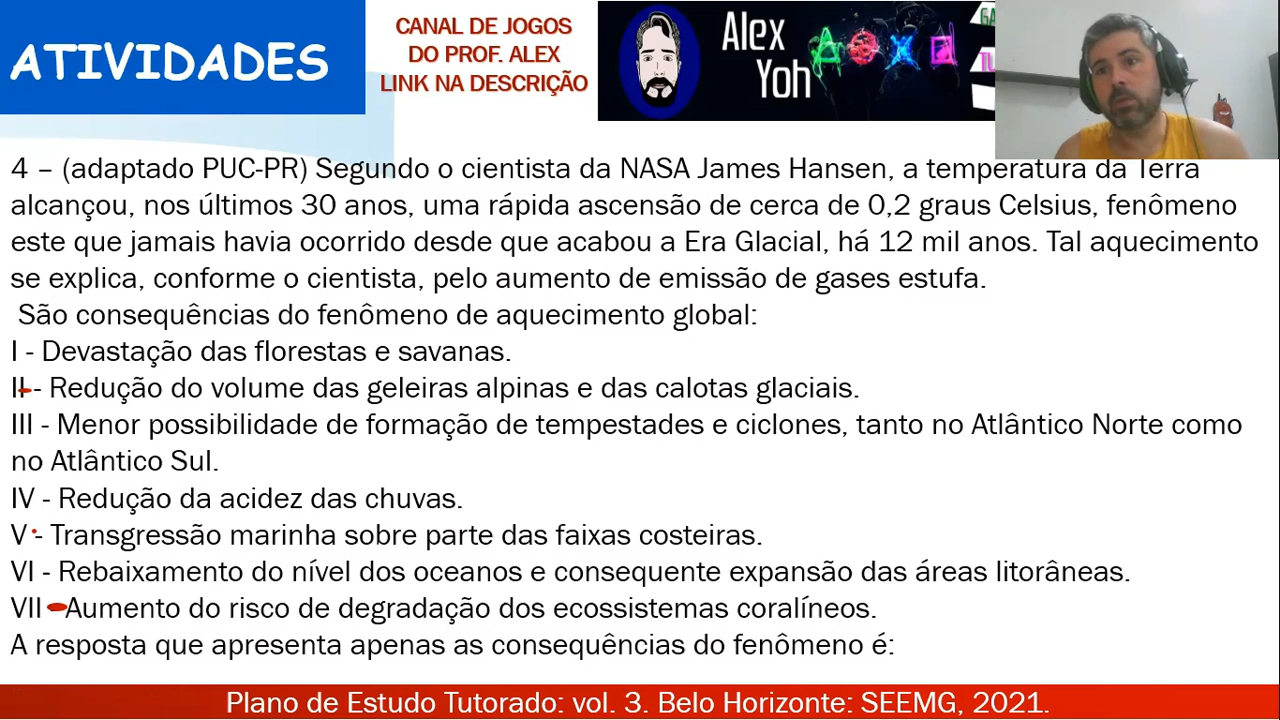 ATIVIDADES
CANAL DE JOGOS
DO PROF. ALEX
LINK NA DESCRIÇÃO
Alex
Yoh
4 – (adaptado PUC-PR) Segundo o cientista da NASA James Hansen, a temperatura da Terra
alcançou, nos últimos 30 anos, uma rápida ascensão de cerca de 0,2 graus Celsius, fenômeno
este que jamais havia ocorrido desde que acabou a Era Glacial, há 12 mil anos. Tal aquecimento
se explica, conforme o cientista, pelo aumento de emissão de gases estufa.
São consequências do fenômeno de aquecimento global:
I - Devastação das florestas e savanas.
II - Redução do volume das geleiras alpinas e das calotas glaciais.
III - Menor possibilidade de formação de tempestades e ciclones, tanto no Atlântico Norte como
no Atlântico Sul.
IV - Redução da acidez das chuvas.
V - Transgressão marinha sobre parte das faixas costeiras.
VI - Rebaixamento do nível dos oceanos e consequente expansão das áreas litorâneas.
VII - Aumento do risco de degradação dos ecossistemas coralíneos.
A resposta que apresenta apenas as consequências do fenômeno é:
Plano de Estudo Tutorado: vol. 3. Belo Horizonte: SEEMG, 2021.